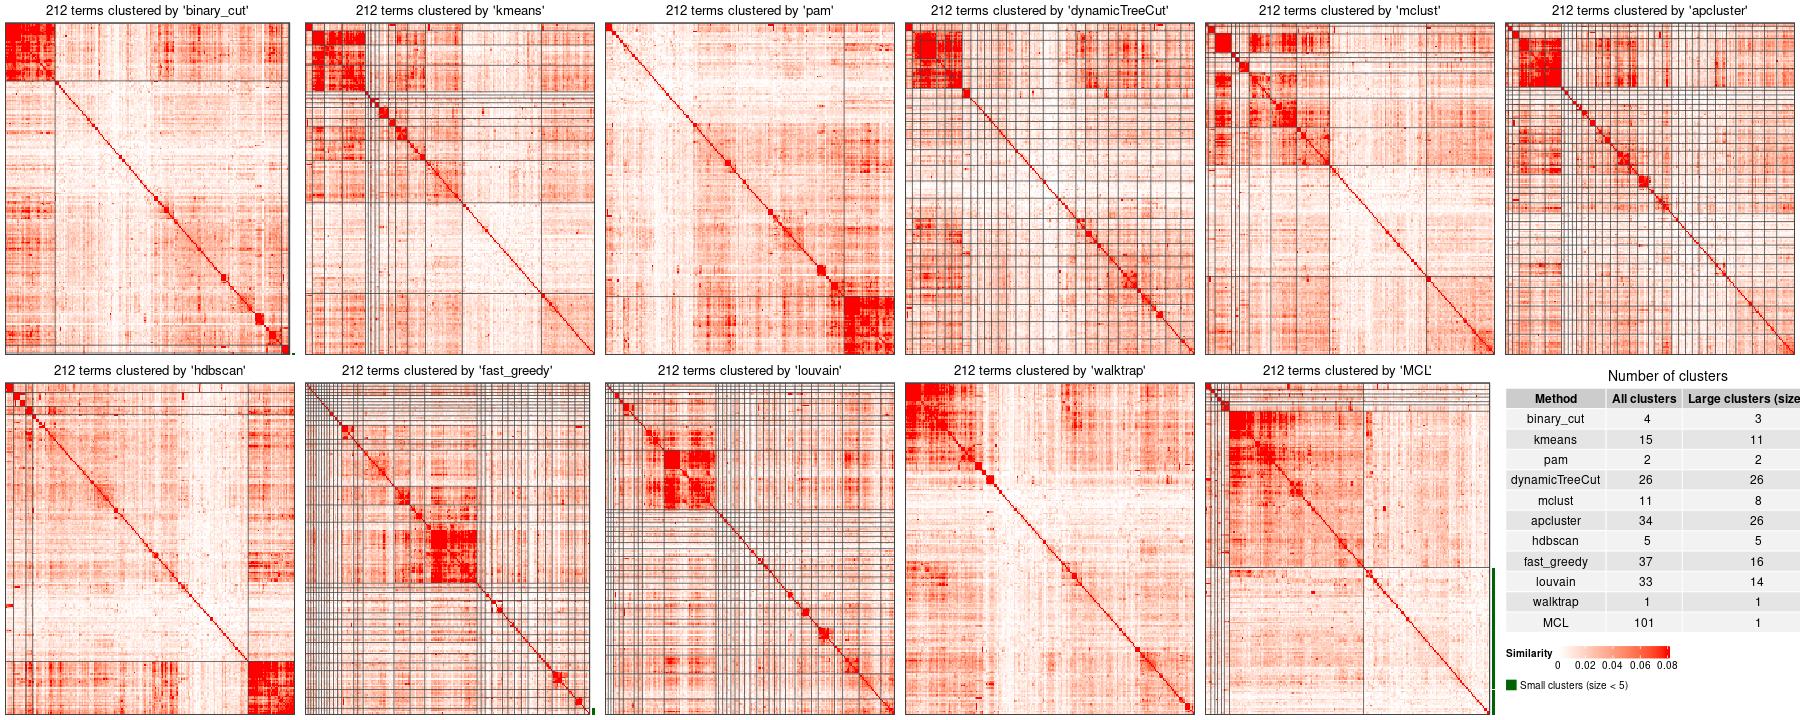 212 terms clustered by 'binary_cut'
212 terms clustered by 'kmeans'
212 terms clustered by 'pam'
212 terms clustered by 'dynamicTreeCut'
212 terms clustered by 'mclust'
212 terms clustered by 'apcluster'
212 terms clustered by 'hdbscan'
212 terms clustered by 'fast_greedy'
212 terms clustered by 'louvain'
212 terms clustered by 'walktrap'
212 terms clustered by 'MCL'
Number of clusters
Method All clusters Large clusters (size
binary_cut 4 3
kmeans 15 11
pam 2 2
dynamicTreeCut 26 26
mclust 11 8
apcluster 34 26
hdbscan 5 5
fast_greedy 37 16
louvain 33 14
walktrap 1 1
MCL 101 1
Similarity
0 0.02 0.04 0.06 0.08
Small clusters (size < 5)